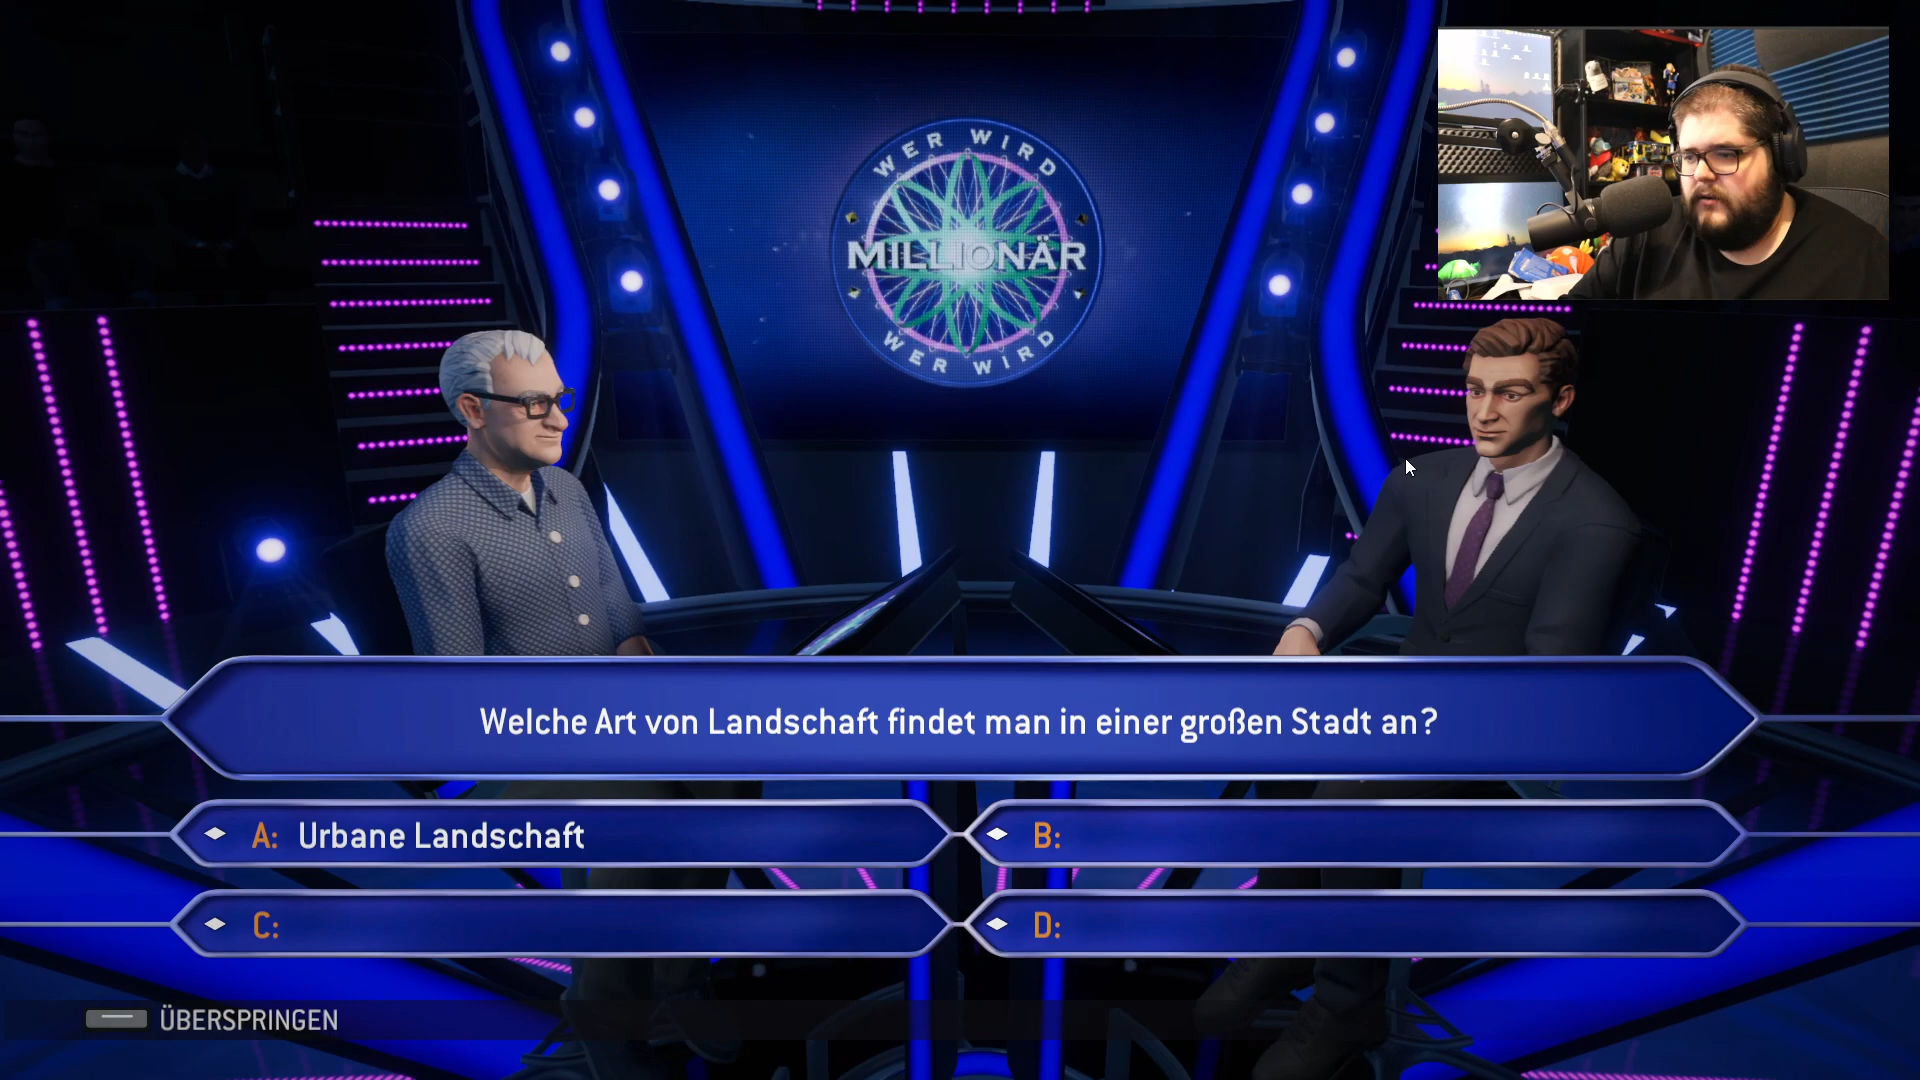 WER WIRD
MILLIONÄR
WER WIRD
Welche Art von Landschaft findet man in einer großen Stadt an?
A: Urbane Landschaft
B:
C:
D:
ÜBERSPRINGEN